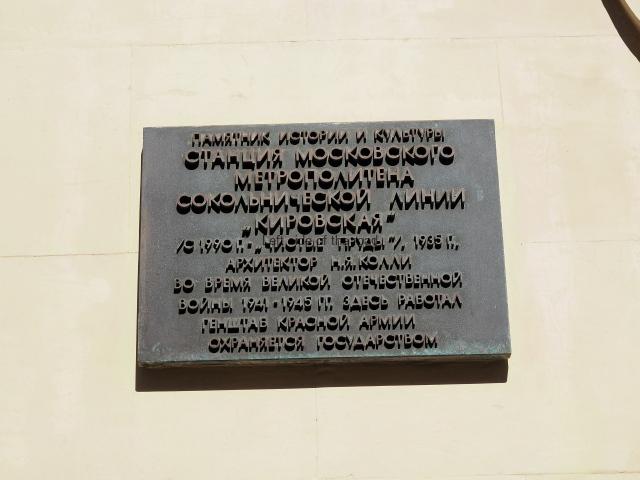 ПАМЯТНИК ИСТОРИИ И КУЛЬТУРЫ
СТАНЦИЯ МОСКОВСКОГО
МЕТРОПОЛИТЕНА
СОКОЛЬНИЧЕСКОЙ ЛИНИИ
„КИРОВСКАЯ"
/С 1990 Г.- „ЧИСТЫЕ ПРУДЫ"/, 1935 Г.,
АРХИТЕКТОР Н.Я.КОЛЛИ
ВО ВРЕМЯ ВЕЛИКОЙ ОТЕЧЕСТВЕННОЙ
ВОЙНЫ 1941-1945 ГГ. ЗДЕСЬ РАБОТАЛ
ГЕНШТАБ КРАСНОЙ АРМИИ
ОХРАНЯЕТСЯ ГОСУДАРСТВОМ